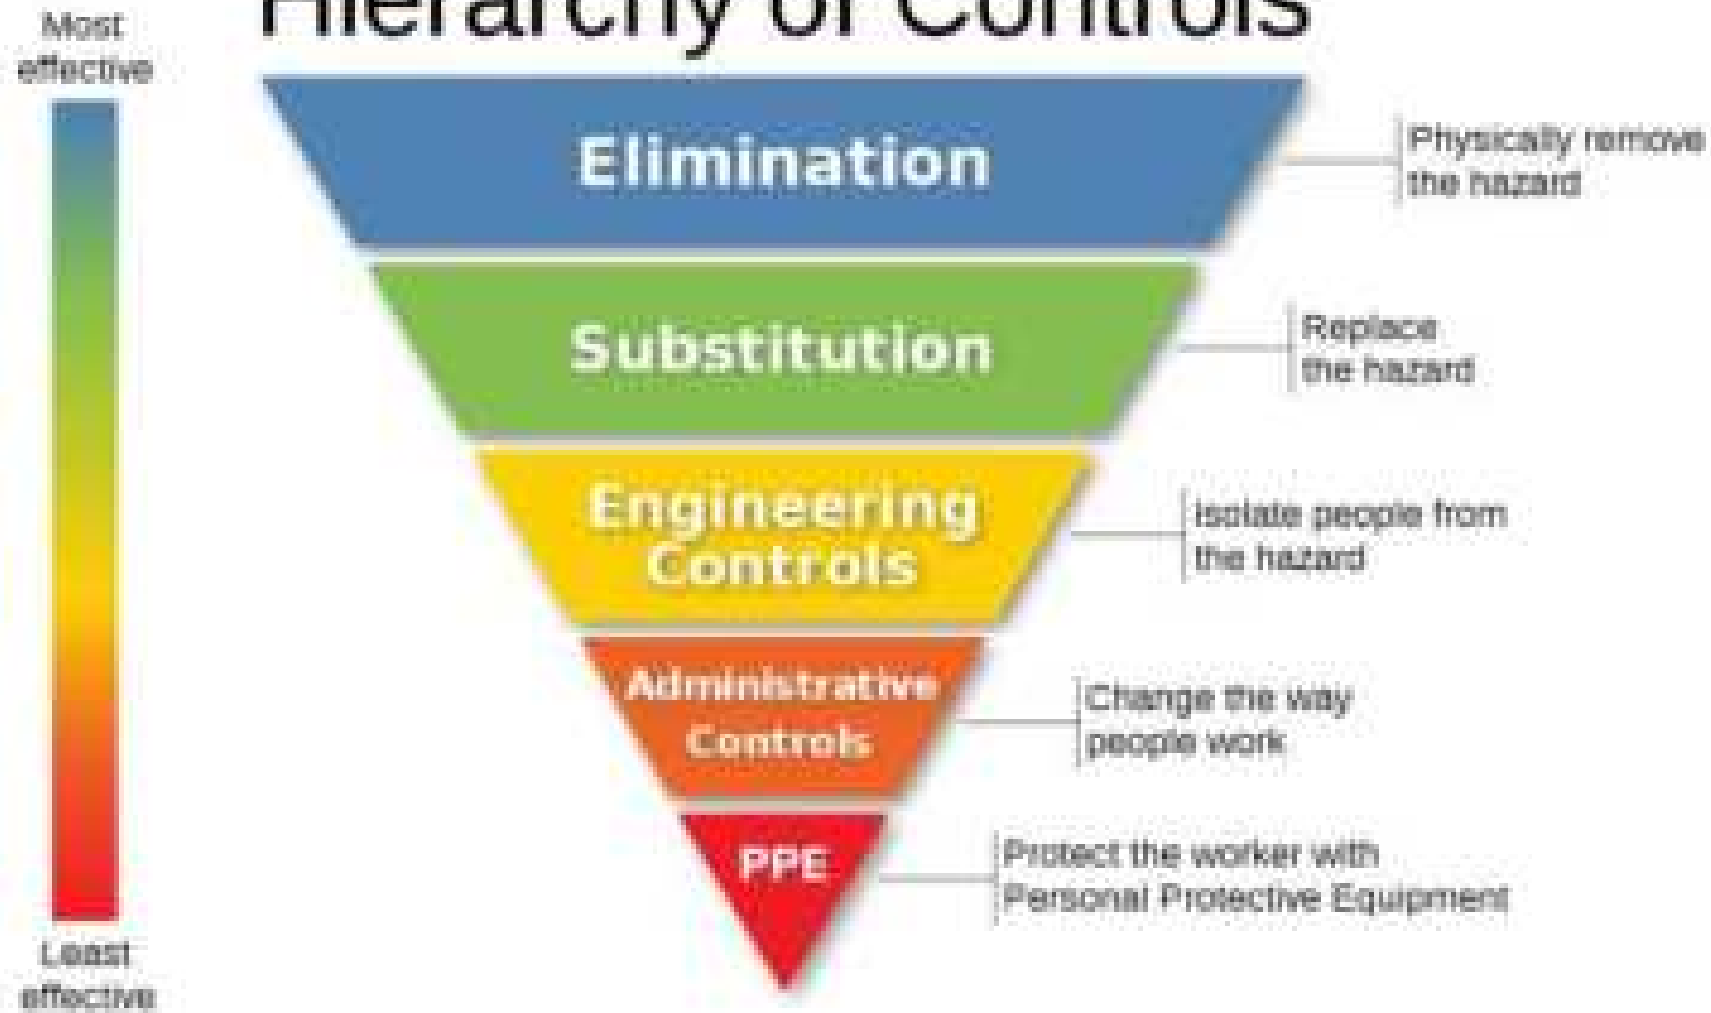 Hierarchy of Controls
Most
effective
Elimination
Physically remove
the hazard
Substitution
Replace
the hazard
Engineering
Controls
Isolate people from
the hazard
Administrative
Controls
Change the way
people work
PPE
Protect the worker with
Personal Protective Equipment
Least
effective